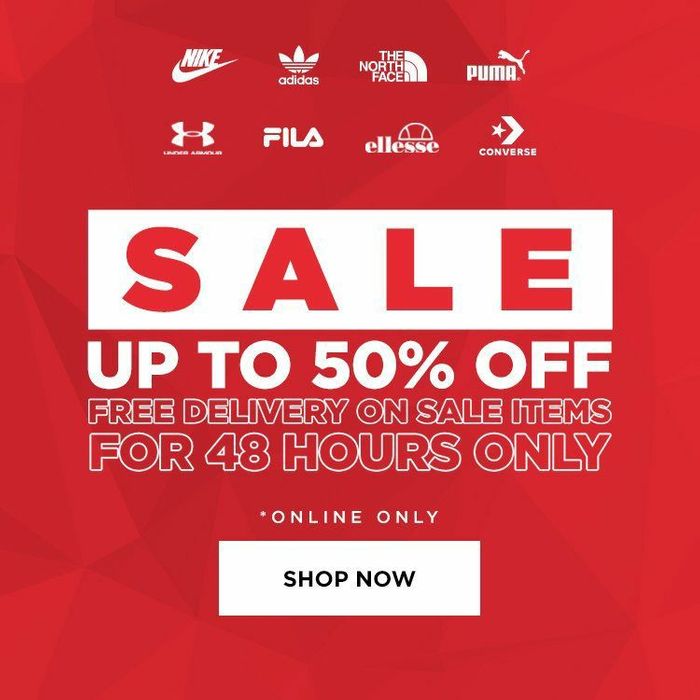 NIKE
adidas
THE
NORTH
FACE
PUMA
UNDER ARMOUR
FILA
ellesse
CONVERSE
SALE
UP TO 50% OFF
FREE DELIVERY ON SALE ITEMS
FOR 48 HOURS ONLY
*ONLINE ONLY
SHOP NOW